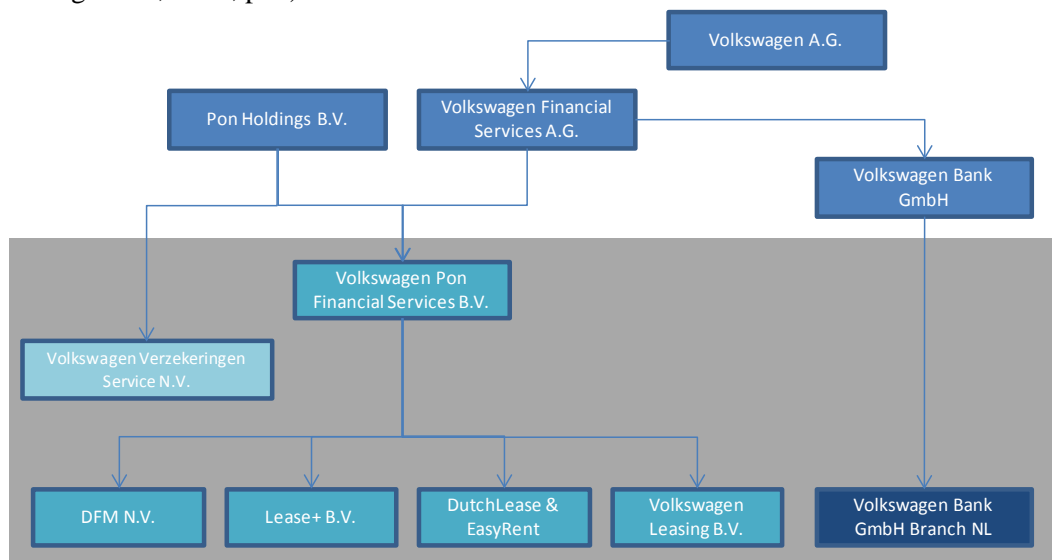 Volkswagen A.G.
Pon Holdings B.V.
Volkswagen Financial
Services A.G.
Volkswagen Bank
GmbH
Volkswagen Pon
Financial Services B.V.
Volkswagen Verzekeringen
Service N.V.
DFM N.V.
Lease+ B.V.
DutchLease &
EasyRent
Volkswagen
Leasing B.V.
Volkswagen Bank
GmbH Branch NL